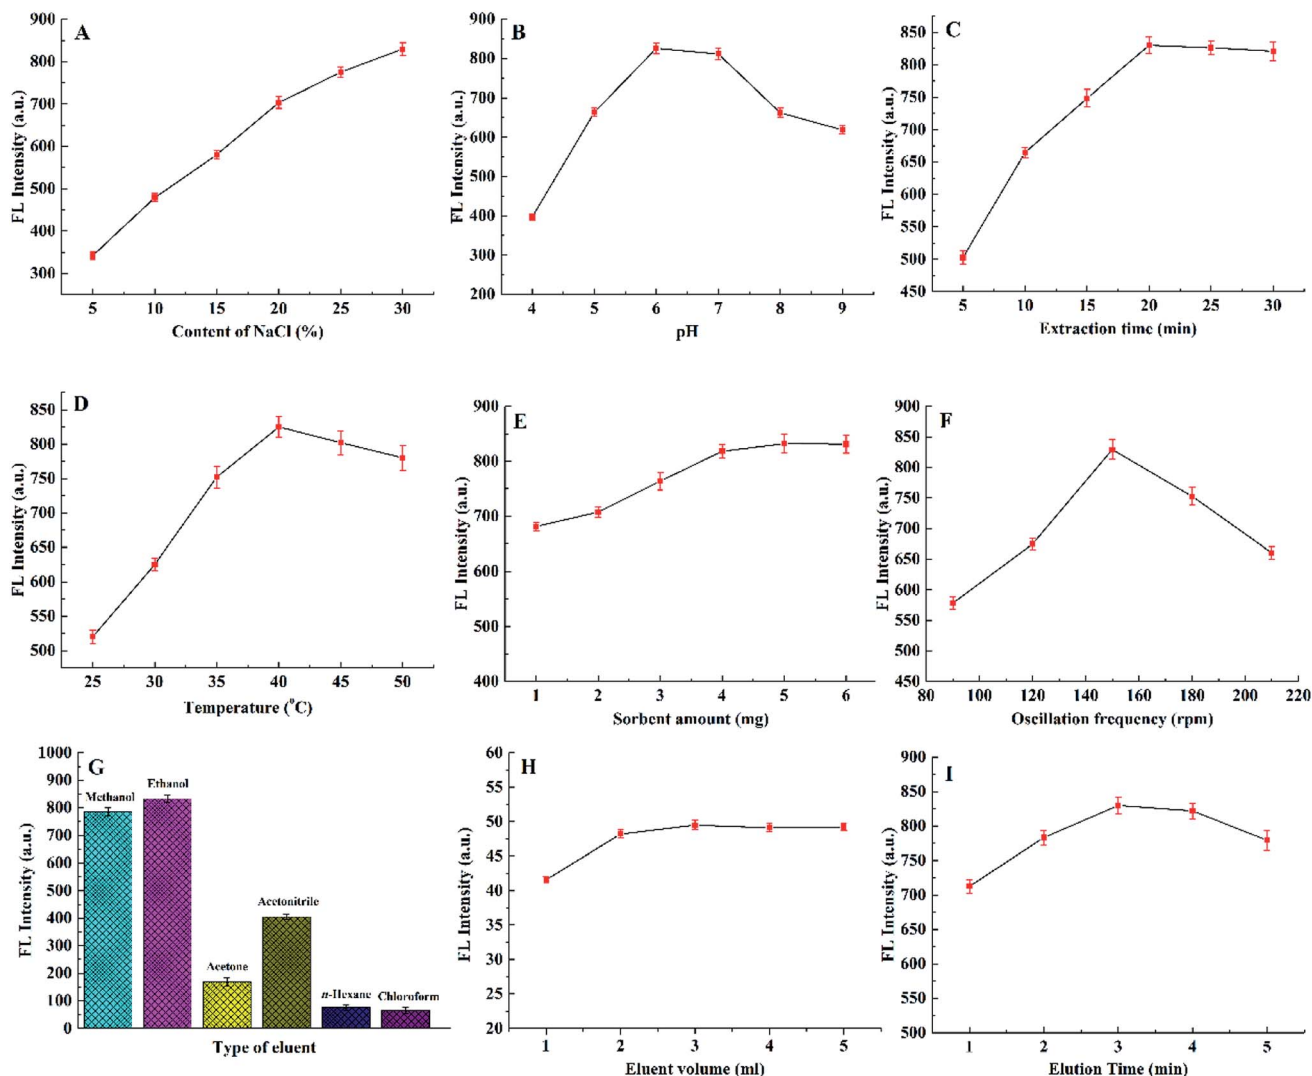 A
900
800
700
600
500
400
300
FL Intensity (a.u.)
5 10 15 20 25 30
Content of NaCl (%)
B
900
800
700
600
500
400
300
200
FL Intensity (a.u.)
4 5 6 7 8 9
pH
C
850
800
750
700
650
600
550
500
450
FL Intensity (a.u.)
5 10 15 20 25 30
Extraction time (min)
D
850
800
750
700
650
600
550
500
FL Intensity (a.u.)
25 30 35 40 45 50
Temperature (°C)
E
900
800
700
600
500
400
FL Intensity (a.u.)
1 2 3 4 5 6
Sorbent amount (mg)
F
900
850
800
750
700
650
600
550
500
450
FL Intensity (a.u.)
80 100 120 140 160 180 200 220
Oscillation frequency (rpm)
G
1000
900
800
700
600
500
400
300
200
100
0
FL Intensity (a.u.)
Methanol
Ethanol
Acetone
Acetonitrile
n-Hexane
Chloroform
Type of eluent
H
60
55
50
45
40
35
30
25
20
FL Intensity (a.u.)
1 2 3 4 5
Eluent volume (ml)
I
900
850
800
750
700
650
600
550
500
FL Intensity (a.u.)
1 2 3 4 5
Elution Time (min)